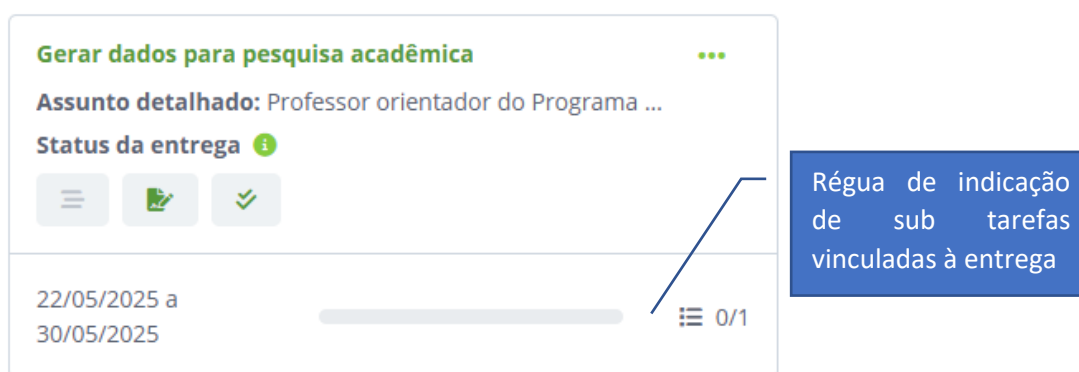 Gerar dados para pesquisa acadêmica
Assunto detalhado: Professor orientador do Programa ...
Status da entrega
Régua de indicação
de sub tarefas
vinculadas à entrega
22/05/2025 a
30/05/2025
0/1